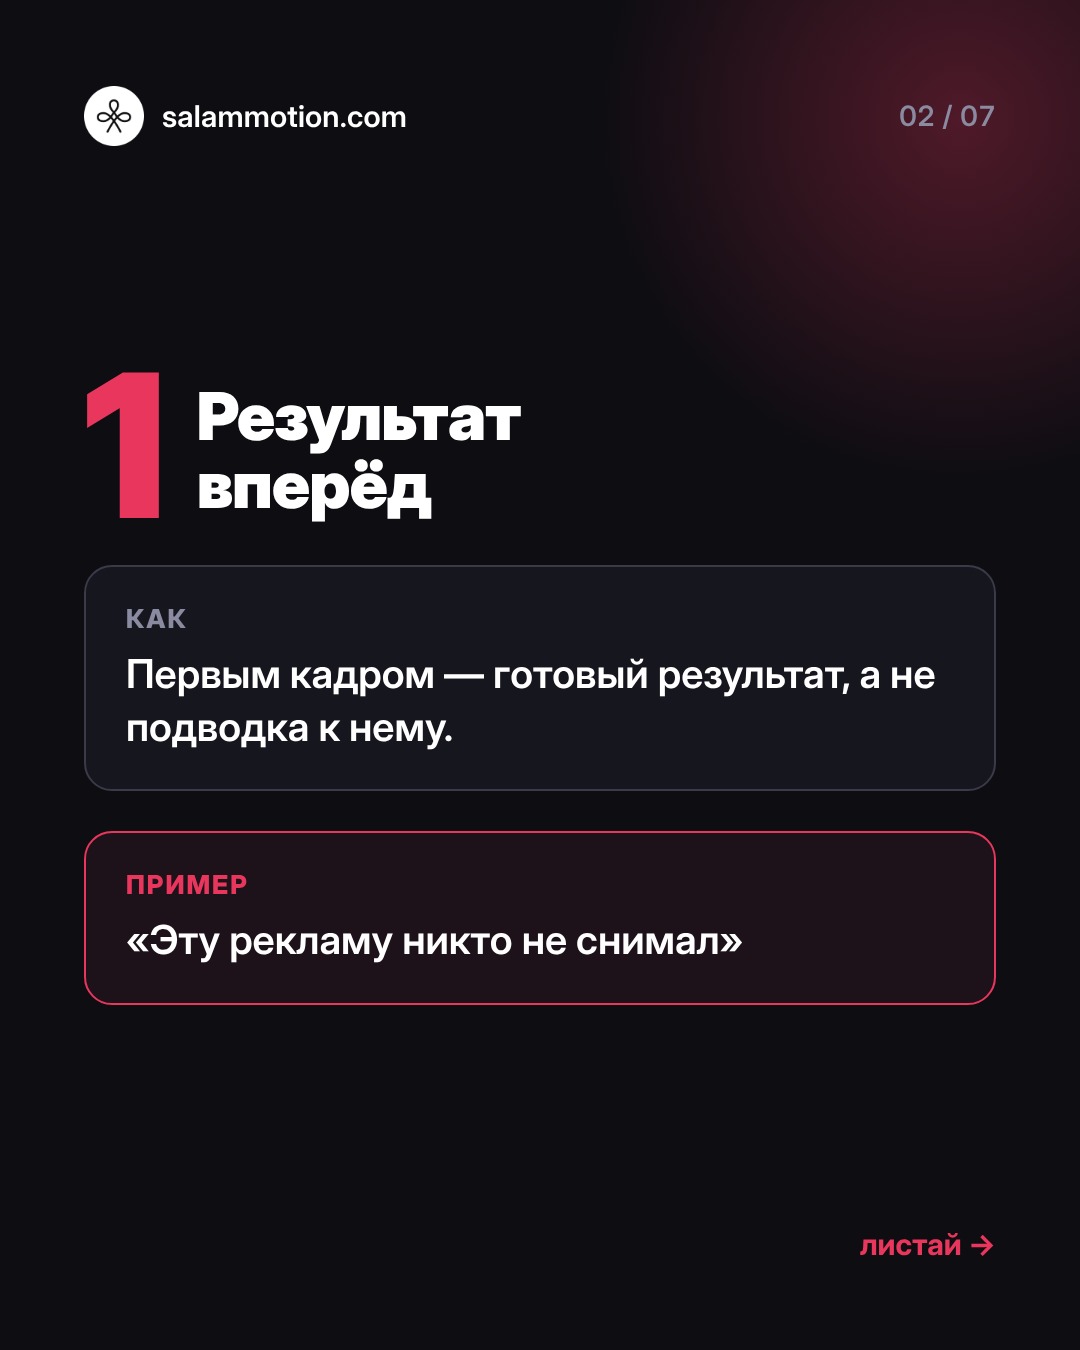 salammotion.com
02 / 07
1
Результат
вперёд
КАК
Первым кадром — готовый результат, а не
подводка к нему.
ПРИМЕР
«Эту рекламу никто не снимал»
листай →